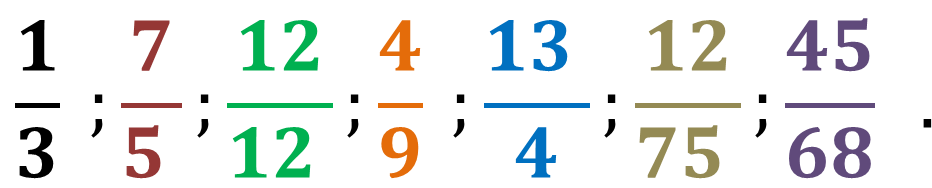 1/3 ; 7/5 ; 12/12 ; 4/9 ; 13/4 ; 12/75 ; 45/68 .